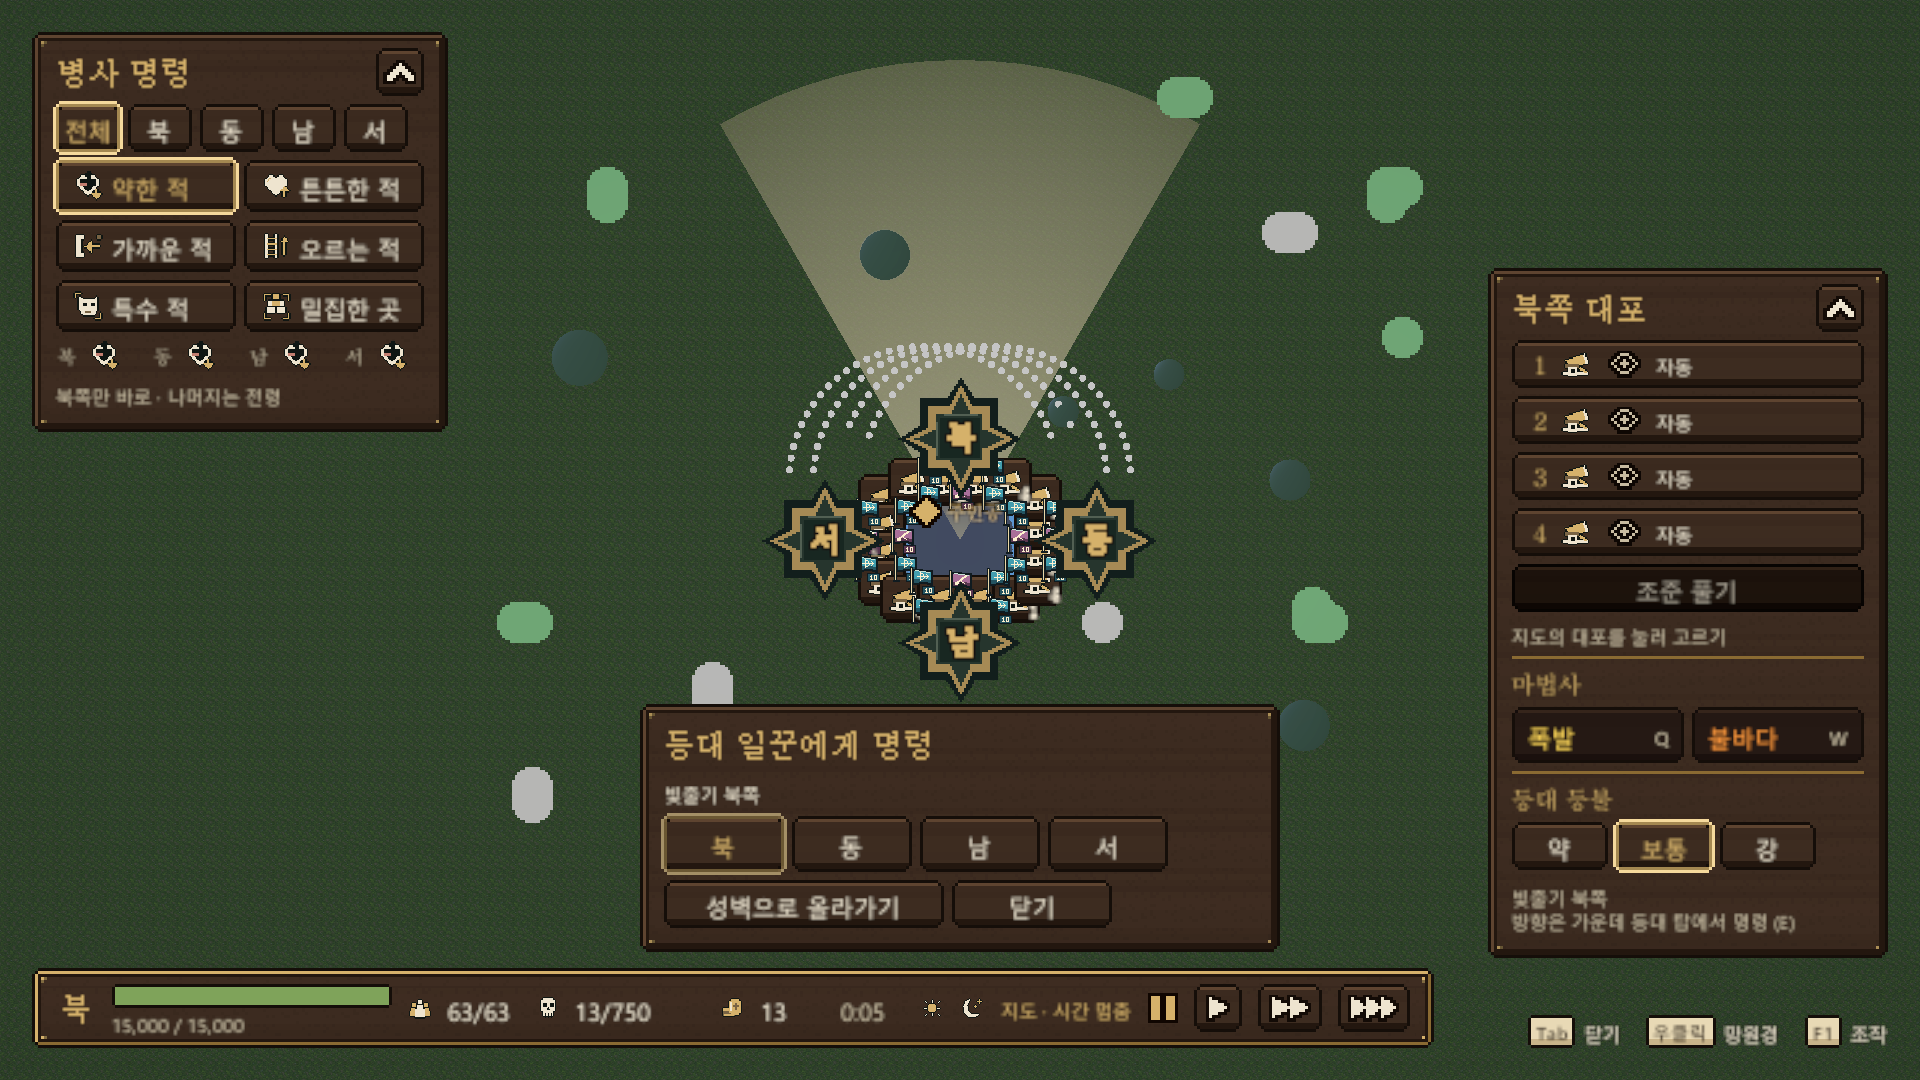 병사 명령
전체 북 동 남 서
약한 적 튼튼한 적
가까운 적 오르는 적
특수 적 밀집한 곳
북 동 남 서
북쪽만 바로 · 나머지는 전령
북
서 동
남
북쪽 대포
1 자동
2 자동
3 자동
4 자동
조준 풀기
지도의 대포를 눌러 고르기
마법사
폭발 Q 불바다 W
등대 등불
약 보통 강
빛줄기 북쪽
방향은 가운데 등대 탑에서 명령 (E)
등대 일꾼에게 명령
빛줄기 북쪽
북 동 남 서
성벽으로 올라가기 닫기
북 15,000 / 15,000 63/63 13/750 13 0:05 지도 · 시간 멈춤
Tab 닫기 우클릭 망원경 F1 조작